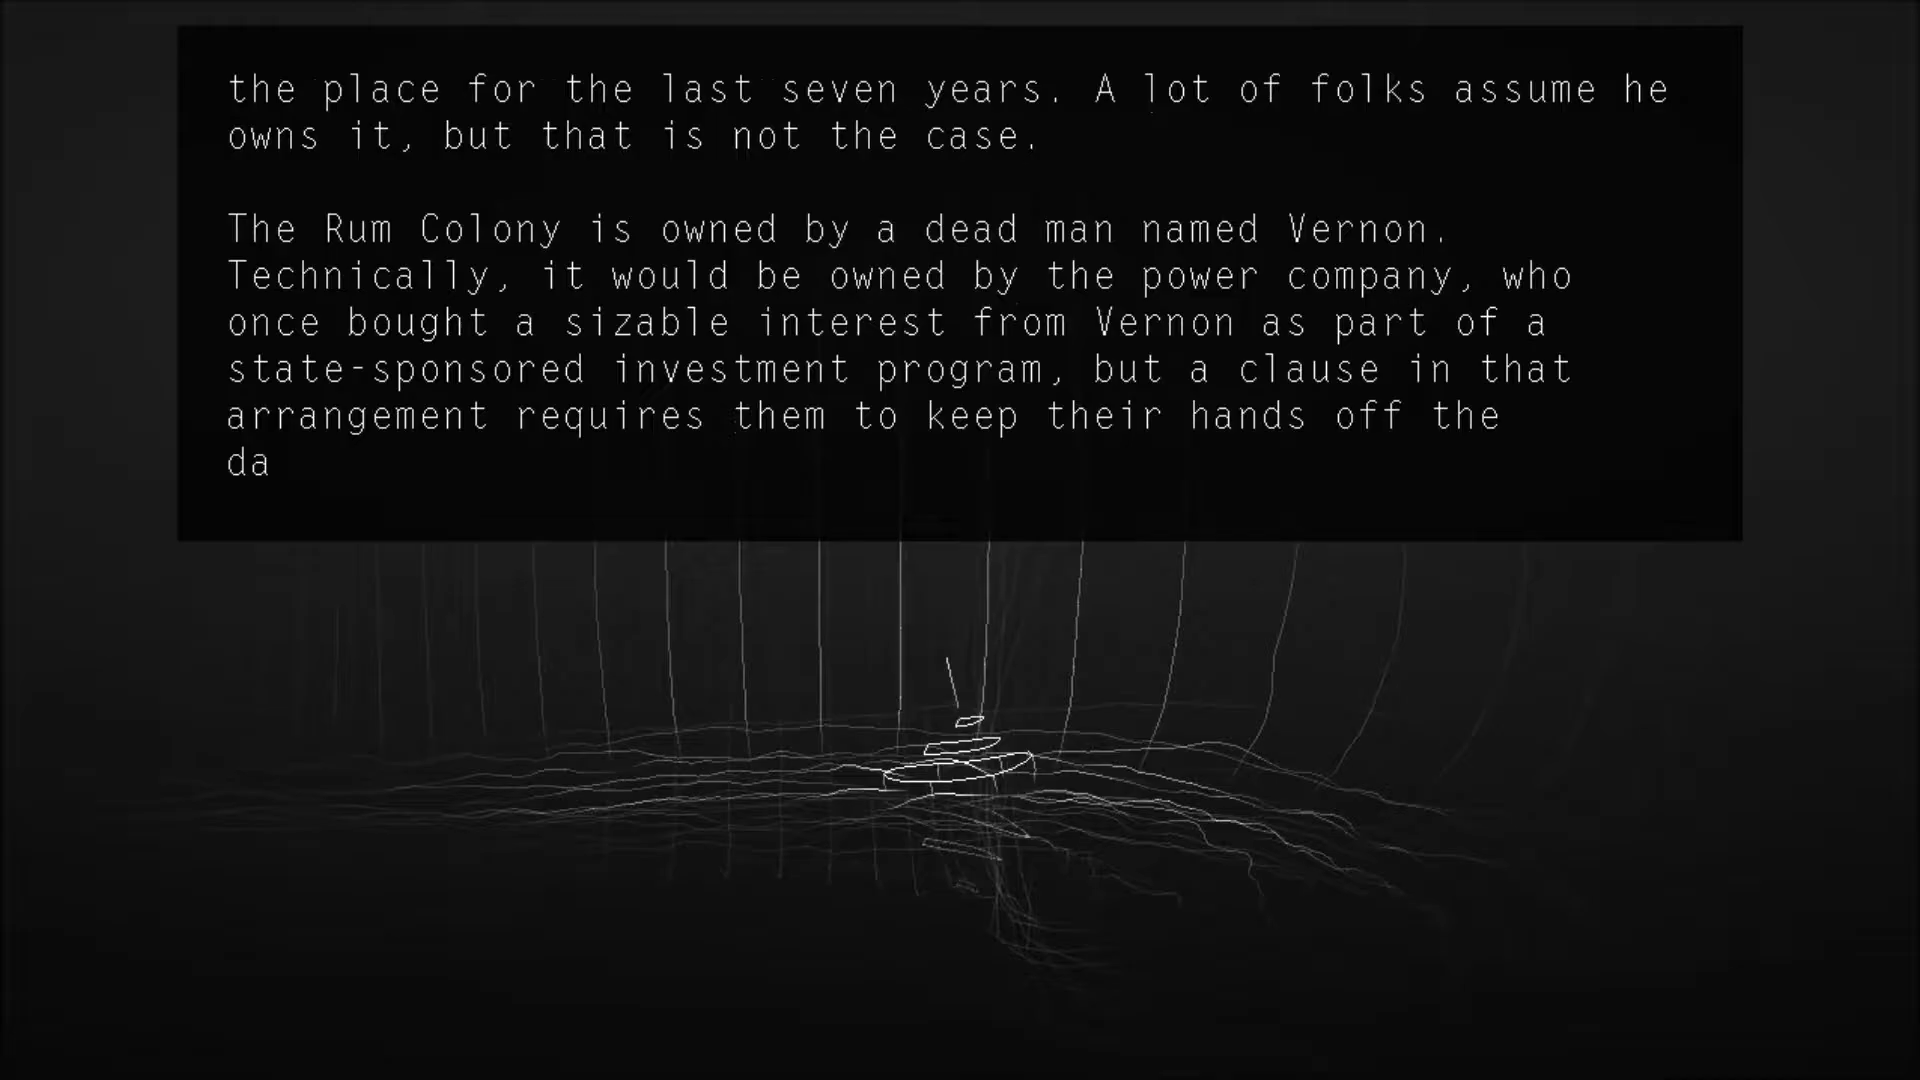 the place for the last seven years. A lot of folks assume he
owns it, but that is not the case.
The Rum Colony is owned by a dead man named Vernon.
Technically, it would be owned by the power company, who
once bought a sizable interest from Vernon as part of a
state-sponsored investment program, but a clause in that
arrangement requires them to keep their hands off the
da